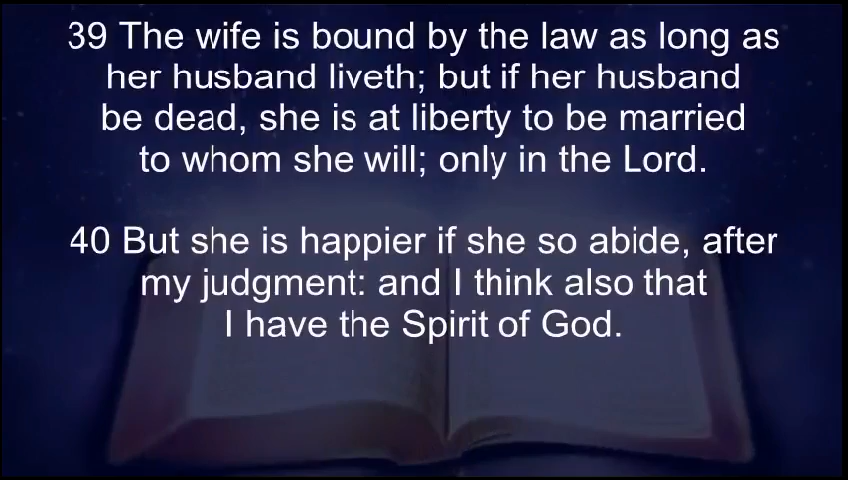 39 The wife is bound by the law as long as
her husband liveth; but if her husband
be dead, she is at liberty to be married
to whom she will; only in the Lord.
40 But she is happier if she so abide, after
my judgment: and I think also that
I have the Spirit of God.